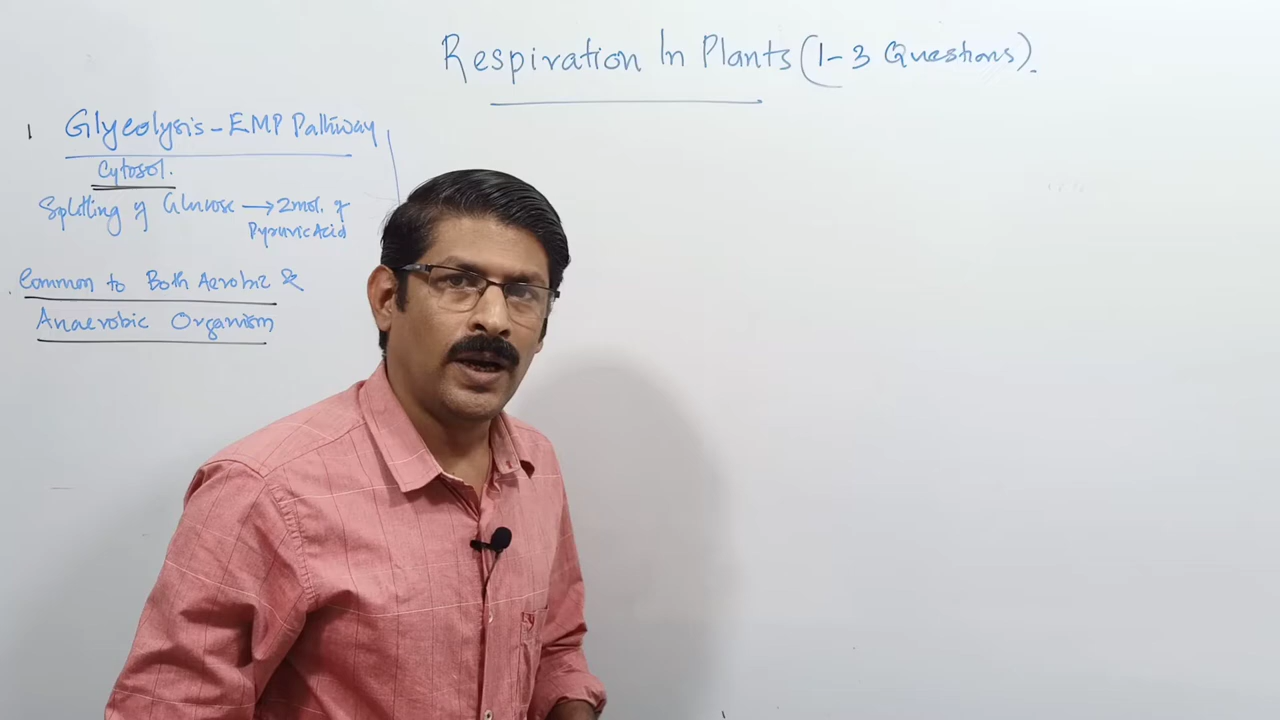 Respiration In Plants (1-3 Questions).
1 Glycolysis - EMP Pathway
Cytosol.
Splitting of Glucose → 2 mol. of
Pyruvic Acid
Common to Both Aerobic &
Anaerobic Organism